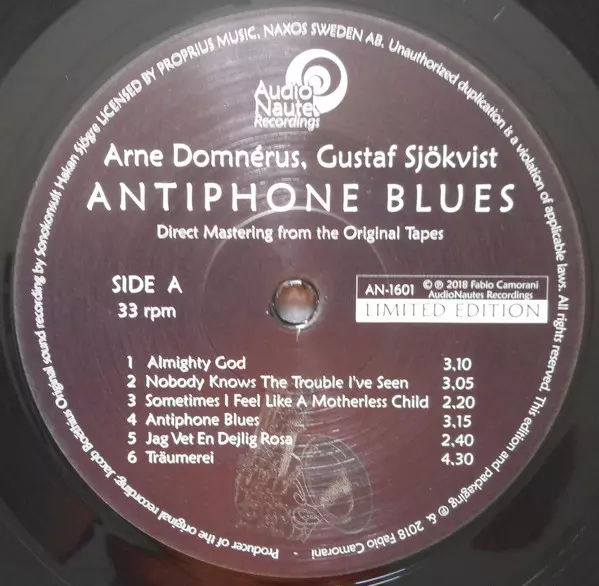 Audio
Nautes
Recordings
Arne Domnérus, Gustaf Sjökvist
ANTIPHONE BLUES
Direct Mastering from the Original Tapes
SIDE A
33 rpm
AN-1601
© ℗ 2018 Fabio Camorani
AudioNautes Recordings
LIMITED EDITION
1 Almighty God 3,10
2 Nobody Knows The Trouble I've Seen 3.05
3 Sometimes I Feel Like A Motherless Child 2,20
4 Antiphone Blues 3,15
5 Jag Vet En Dejlig Rosa 2,40
6 Träumerei 4.30
Producer of the original recording, Jacob Boëthius Original sound recording by Sonokonsult Håkan Sjögre LICENSED BY PROPRIUS MUSIC, NAXOS SWEDEN AB, Unauthorized duplication is a violation of applicable laws. All rights reserved. This edition and packaging ℗ & 2018 Fabio Camorani. -